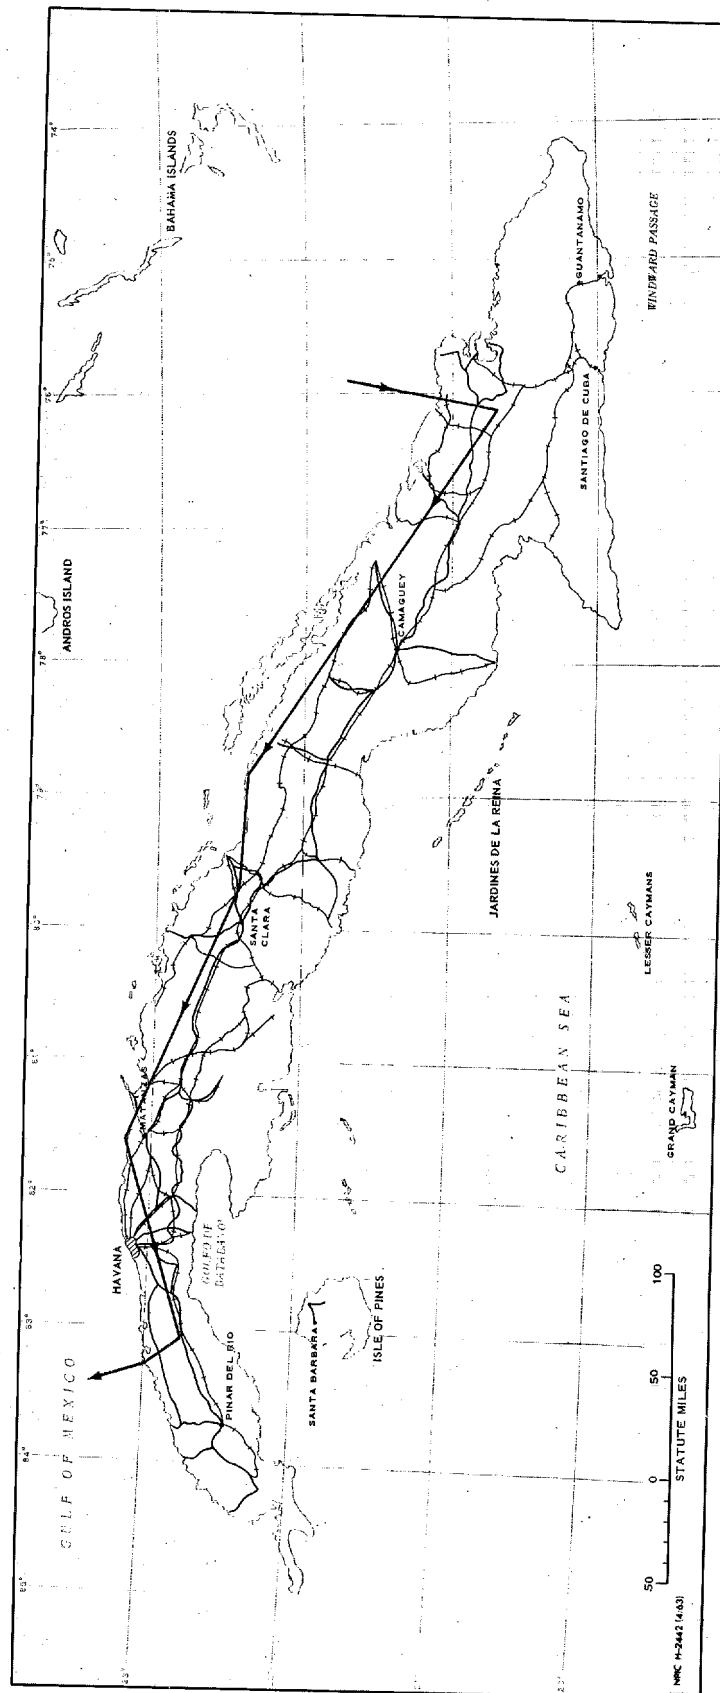 85°
84°
83°
82°
81°
80°
79°
78°
77°
76°
75°
74°
GULF OF MEXICO
ANDROS ISLAND
BAHAMA ISLANDS
23°
HAVANA
MATANZAS
GOLFO DE
BATABANO
PINAR DEL RIO
SANTA
CLARA
CAMAGUEY
SANTA BARBARA
ISLE OF PINES
JARDINES DE LA REINA
GUANTANAMO
SANTIAGO DE CUBA
WINDWARD PASSAGE
CARIBBEAN SEA
LESSER CAYMANS
GRAND CAYMAN
50
0
50
100
STATUTE MILES
NPIC H-2442 (4/63)